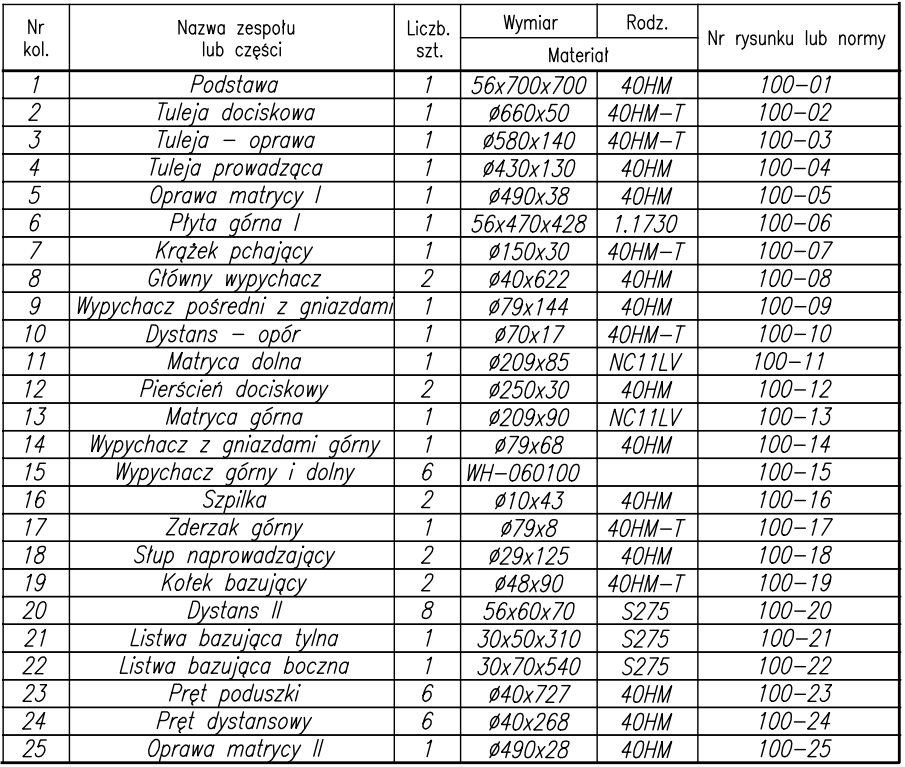 Nr kol. Nazwa zespołu lub części Liczb. szt. Wymiar Rodz. Materiał Nr rysunku lub normy
1 Podstawa 1 56x700x700 40HM 100-01
2 Tuleja dociskowa 1 ø660x50 40HM-T 100-02
3 Tuleja - oprawa 1 ø580x140 40HM-T 100-03
4 Tuleja prowadząca 1 ø430x130 40HM 100-04
5 Oprawa matrycy I 1 ø490x38 40HM 100-05
6 Płyta górna I 1 56x470x428 1.1730 100-06
7 Krążek pchający 1 ø150x30 40HM-T 100-07
8 Główny wypychacz 2 ø40x622 40HM 100-08
9 Wypychacz pośredni z gniazdami 1 ø79x144 40HM 100-09
10 Dystans - opór 1 ø70x17 40HM-T 100-10
11 Matryca dolna 1 ø209x85 NC11LV 100-11
12 Pierścień dociskowy 2 ø250x30 40HM 100-12
13 Matryca górna 1 ø209x90 NC11LV 100-13
14 Wypychacz z gniazdami górny 1 ø79x68 40HM 100-14
15 Wypychacz górny i dolny 6 WH-060100 100-15
16 Szpilka 2 ø10x43 40HM 100-16
17 Zderzak górny 1 ø79x8 40HM-T 100-17
18 Słup naprowadzający 2 ø29x125 40HM 100-18
19 Kołek bazujący 2 ø48x90 40HM-T 100-19
20 Dystans II 8 56x60x70 S275 100-20
21 Listwa bazująca tylna 1 30x50x310 S275 100-21
22 Listwa bazująca boczna 1 30x70x540 S275 100-22
23 Pręt poduszki 6 ø40x727 40HM 100-23
24 Pręt dystansowy 6 ø40x268 40HM 100-24
25 Oprawa matrycy II 1 ø490x28 40HM 100-25